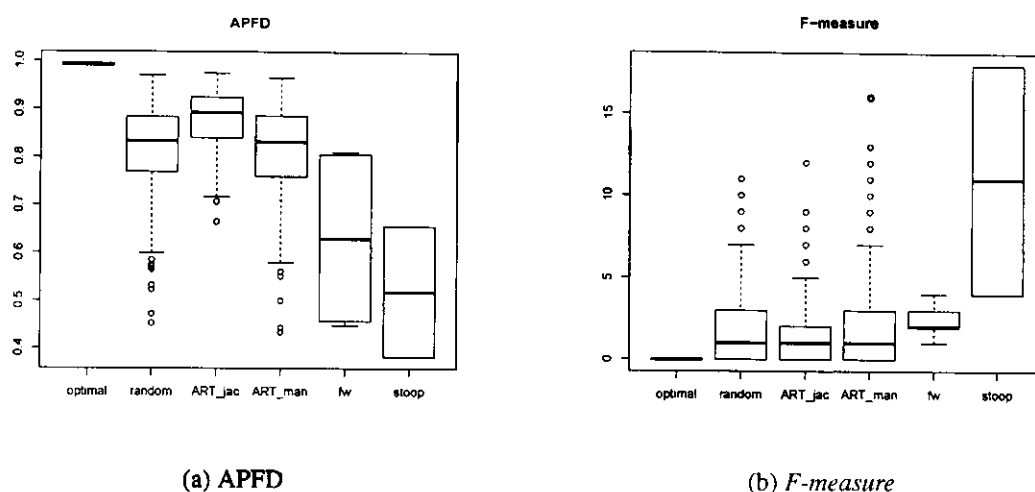 APFD
1.0
0.9
0.8
0.7
0.6
0.5
0.4
optimal random ART_jac ART_man fw stoop
(a) APFD
F-measure
15
10
5
0
optimal random ART_jac ART_man fw stoop
(b) F-measure